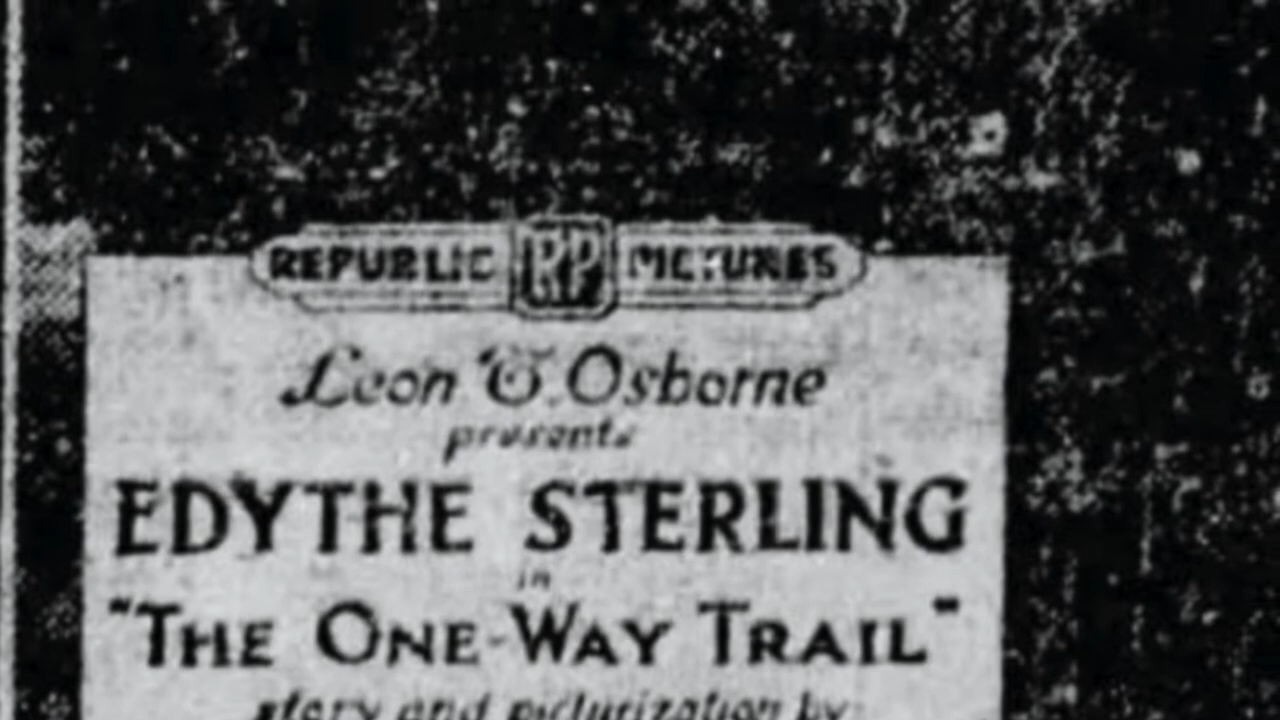 REPUBLIC RP PICTURES
Leon T. Osborne
presents
EDYTHE STERLING
in
"THE ONE-WAY TRAIL"
story and picturization by